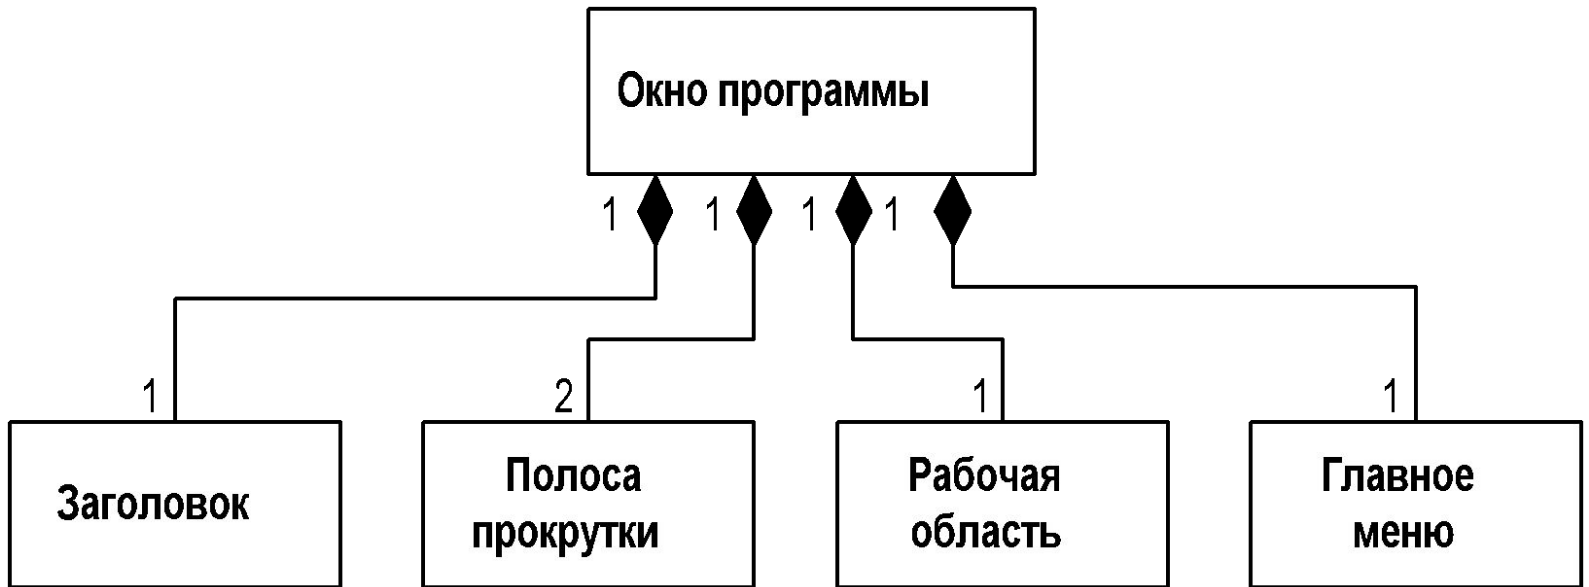 Окно программы
1 1 1 1
1 2 1 1
Заголовок
Полоса
прокрутки
Рабочая
область
Главное
меню